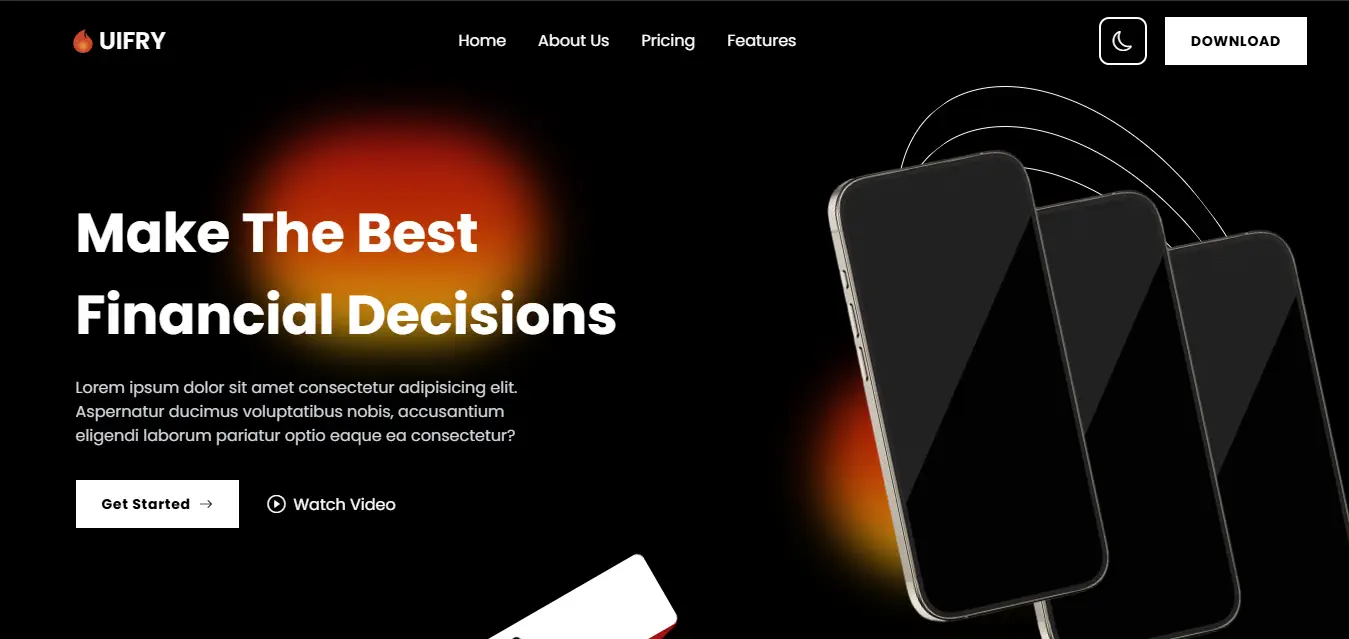 UIFRY
Home
About Us
Pricing
Features
DOWNLOAD
Make The Best
Financial Decisions
Lorem ipsum dolor sit amet consectetur adipisicing elit.
Aspernatur ducimus voluptatibus nobis, accusantium
eligendi laborum pariatur optio eaque ea consectetur?
Get Started →
Watch Video